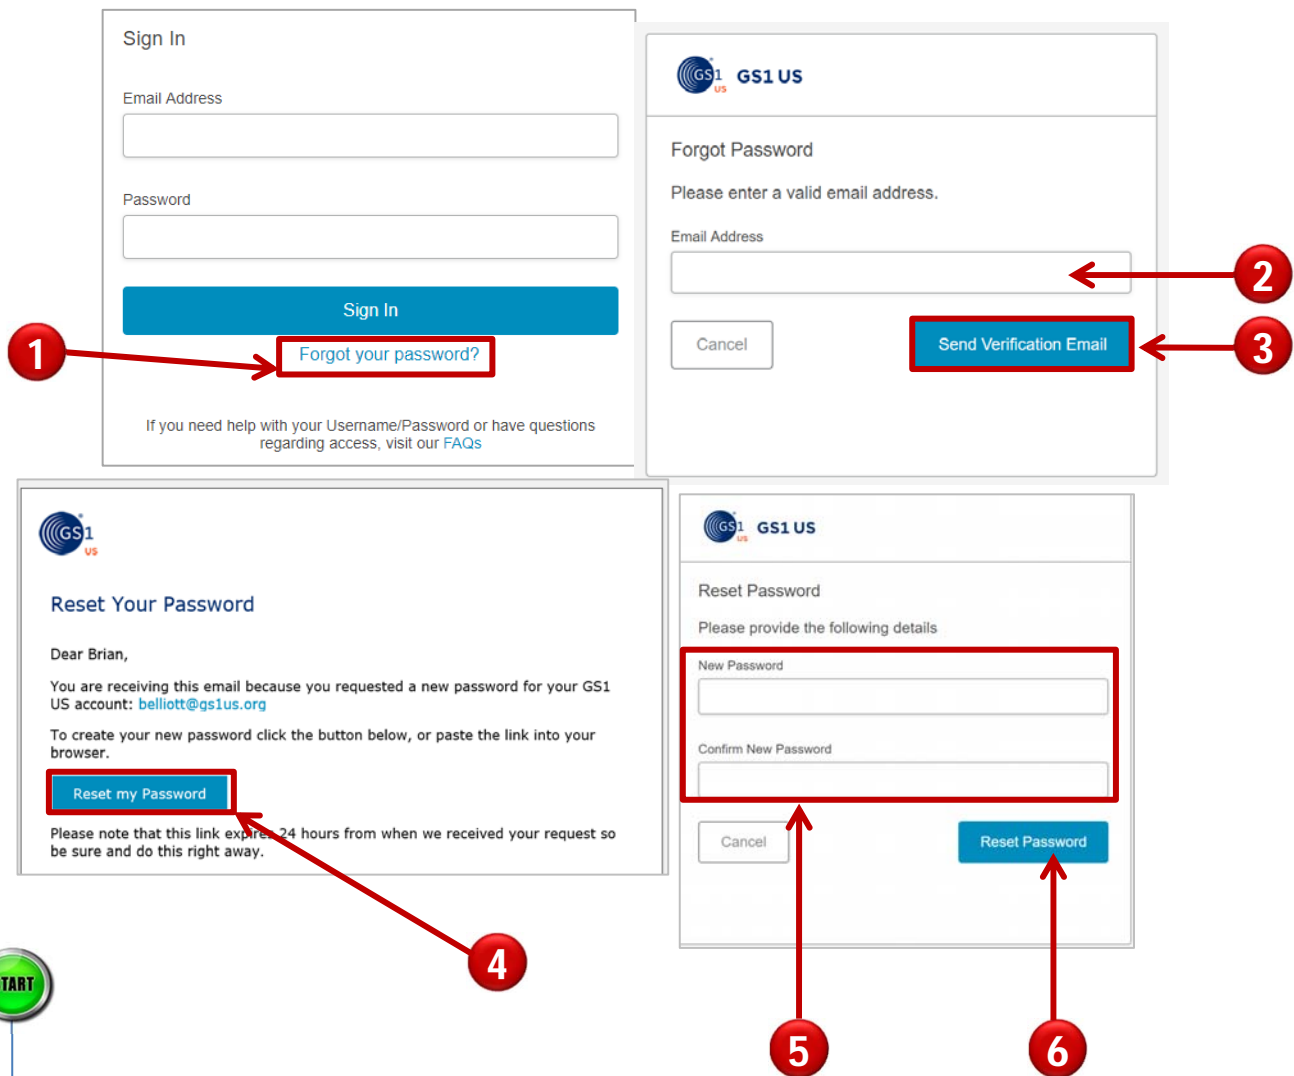 Sign In
Email Address
Password
Sign In
1
Forgot your password?
If you need help with your Username/Password or have questions
regarding access, visit our FAQs
GS1 US
GS1 US
Forgot Password
Please enter a valid email address.
Email Address
2
Cancel
Send Verification Email
3
GS1
US
Reset Your Password
Dear Brian,
You are receiving this email because you requested a new password for your GS1
US account: belliott@gs1us.org
To create your new password click the button below, or paste the link into your
browser.
Reset my Password
Please note that this link expires 24 hours from when we received your request so
be sure and do this right away.
4
GS1 US
GS1 US
Reset Password
Please provide the following details
New Password
Confirm New Password
Cancel
Reset Password
5
6
TART